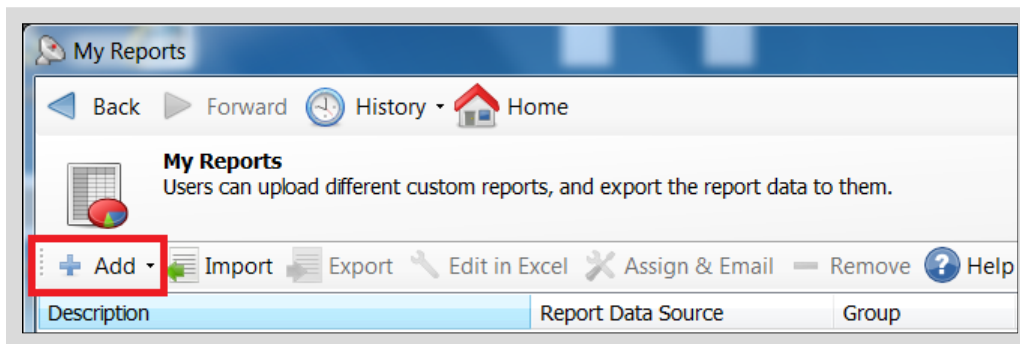 My Reports
Back Forward History Home
My Reports
Users can upload different custom reports, and export the report data to them.
Add Import Export Edit in Excel Assign & Email Remove Help
Description Report Data Source Group